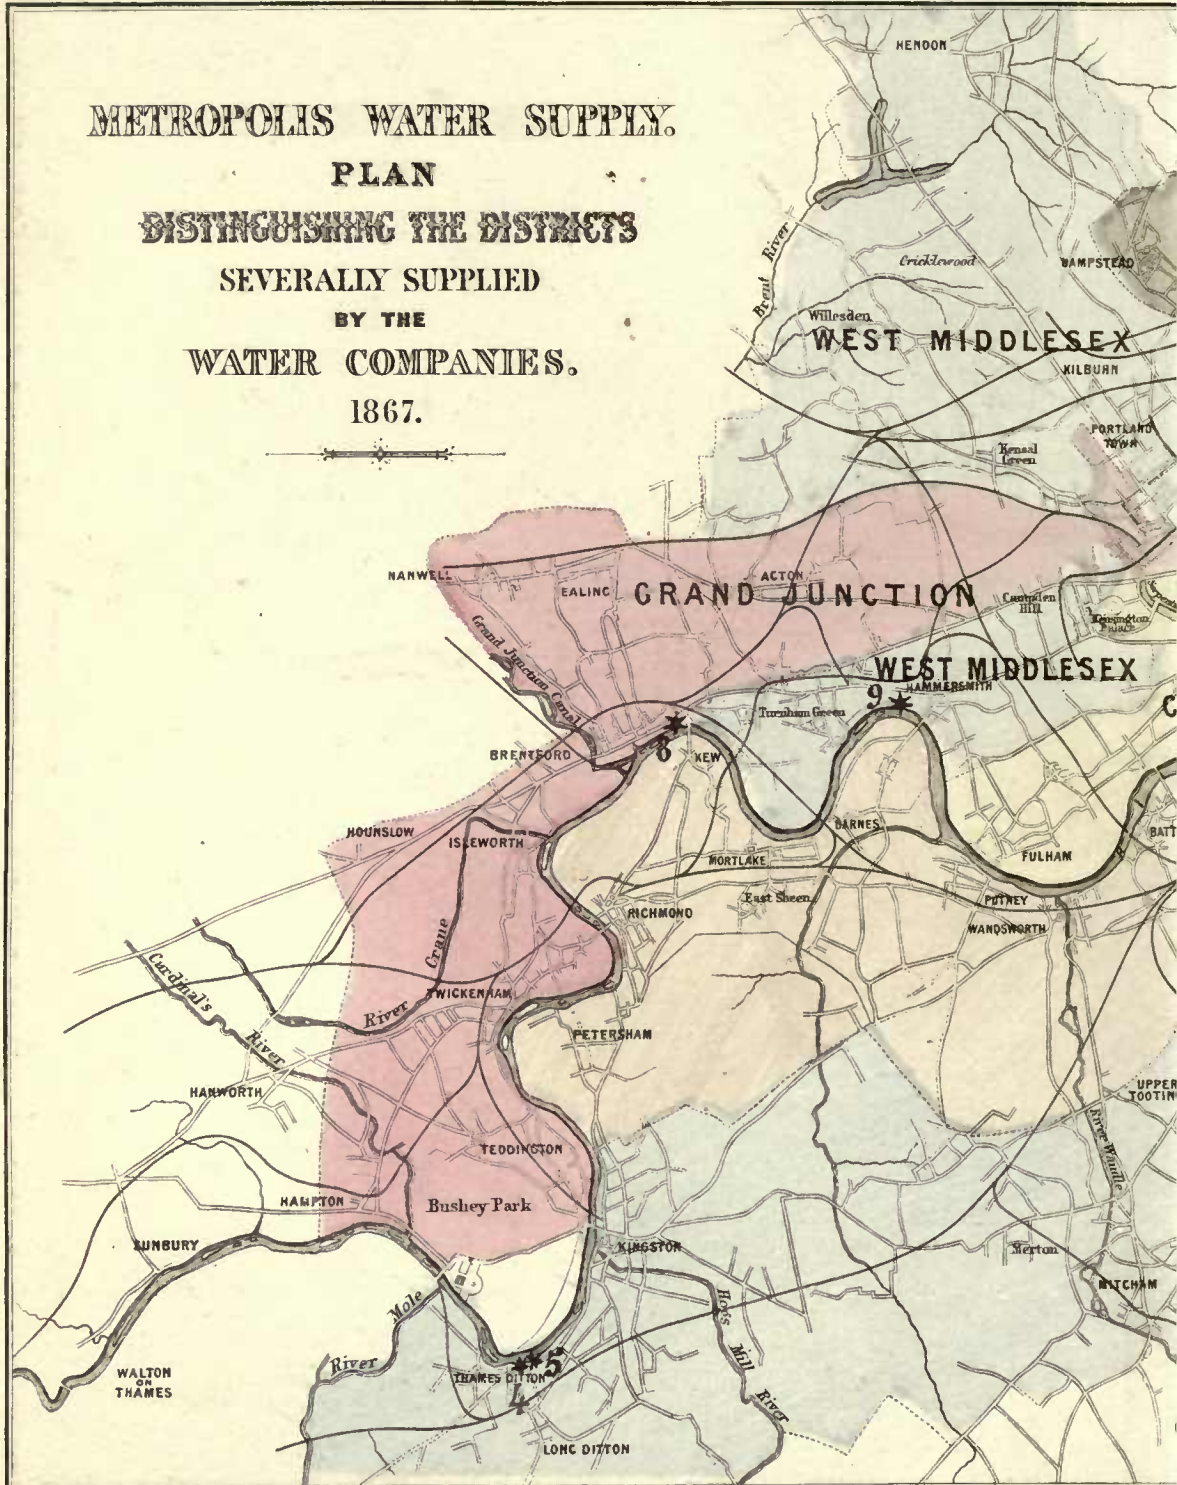 METROPOLIS WATER SUPPLY.
PLAN
DISTINGUISHING THE DISTRICTS
SEVERALLY SUPPLIED
BY THE
WATER COMPANIES.
1867.
HENDON
Brent River
Cricklewood
HAMPSTEAD
Willesden
WEST MIDDLESEX
KILBURN
PORTLAND
TOWN
Kensal
Green
HANWELL
EALING
ACTON
GRAND JUNCTION
Campden
Hill
Kensington
Palace
Grand Junction Canal
WEST MIDDLESEX
HAMMERSMITH
9
Turnham Green
C
8
BRENTFORD
KEW
HOUNSLOW
ISLEWORTH
BARNES
BATT
R
MORTLAKE
FULHAM
East Sheen
PUTNEY
RICHMOND
WANDSWORTH
Cardinal's River
River Crane
TWICKENHAM
PETERSHAM
HANWORTH
UPPER
TOOTIN
River Wandle
TEDDINGTON
HAMPTON
Bushey Park
SUNBURY
KINGSTON
Merton
MITCHAM
River Mole
Hogs Mill River
WALTON
ON
THAMES
THAMES DITTON
5
4
LONG DITTON